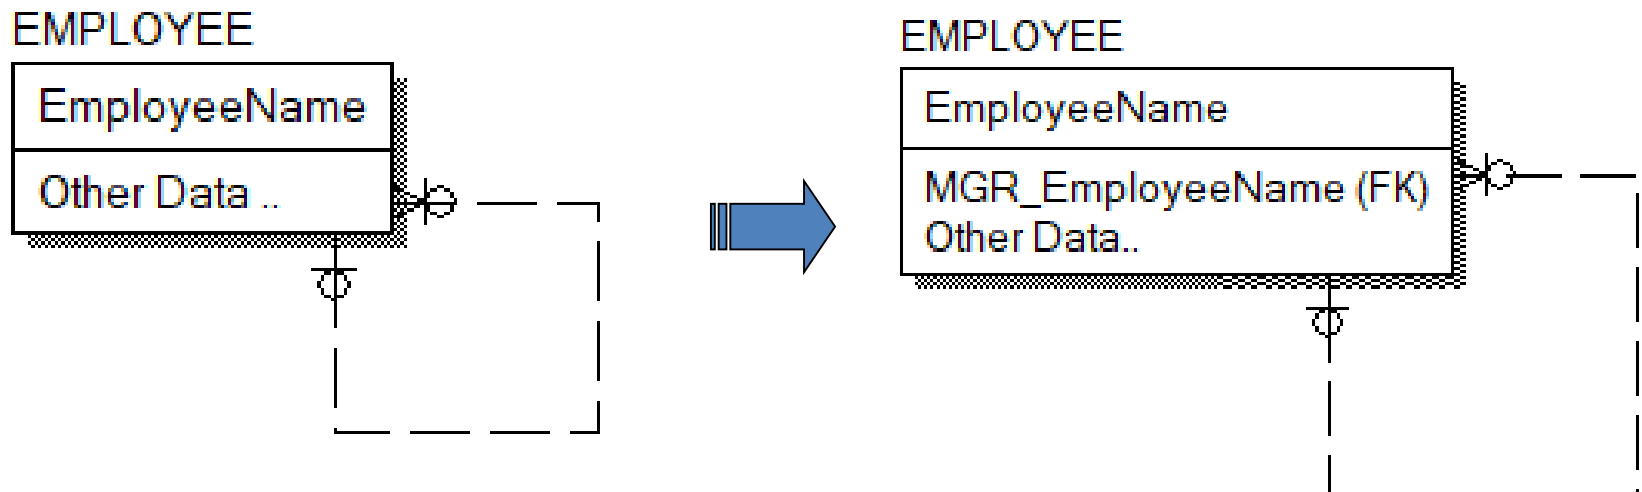 EMPLOYEE
EmployeeName
Other Data ..
EMPLOYEE
EmployeeName
MGR_EmployeeName (FK)
Other Data..